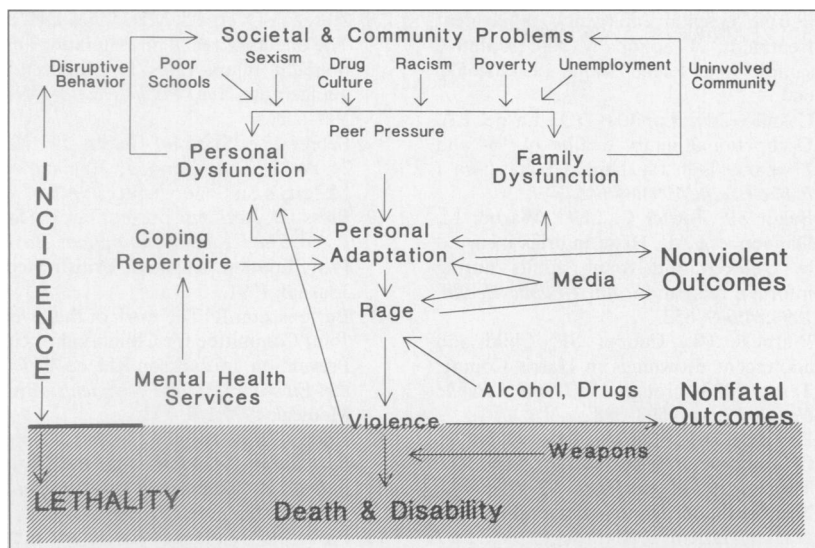 Societal & Community Problems
Disruptive
Behavior
Poor
Schools
Sexism
Drug
Culture
Racism
Poverty
Unemployment
Uninvolved
Community
Peer Pressure
Personal
Dysfunction
Family
Dysfunction
INCIDENCE
Coping
Repertoire
Personal
Adaptation
Media
Nonviolent
Outcomes
Rage
Mental Health
Services
Alcohol, Drugs
Nonfatal
Outcomes
Violence
Weapons
LETHALITY
Death & Disability